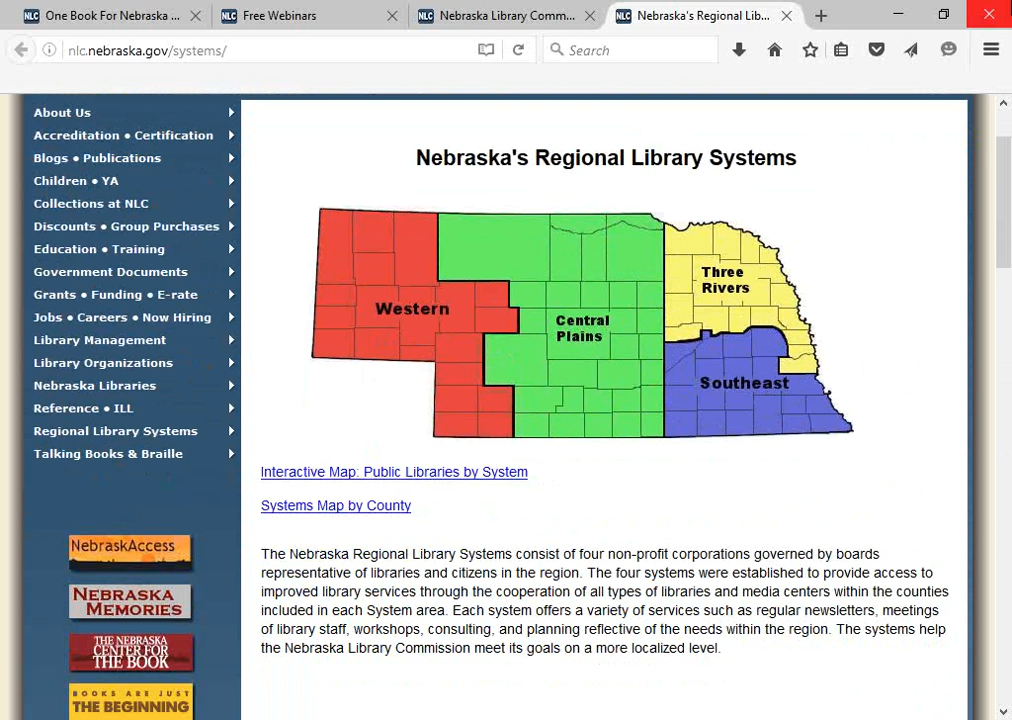 One Book For Nebraska ...
Free Webinars
Nebraska Library Comm...
Nebraska's Regional Lib...
nlc.nebraska.gov/systems/
Search
About Us
Accreditation • Certification
Blogs • Publications
Children • YA
Collections at NLC
Discounts • Group Purchases
Education • Training
Government Documents
Grants • Funding • E-rate
Jobs • Careers • Now Hiring
Library Management
Library Organizations
Nebraska Libraries
Reference • ILL
Regional Library Systems
Talking Books & Braille
NebraskAccess
NEBRASKA
MEMORIES
THE NEBRASKA
CENTER FOR
THE BOOK
BOOKS ARE JUST
THE BEGINNING
Nebraska's Regional Library Systems
Western
Central
Plains
Three
Rivers
Southeast
Interactive Map: Public Libraries by System
Systems Map by County
The Nebraska Regional Library Systems consist of four non-profit corporations governed by boards
representative of libraries and citizens in the region. The four systems were established to provide access to
improved library services through the cooperation of all types of libraries and media centers within the counties
included in each System area. Each system offers a variety of services such as regular newsletters, meetings
of library staff, workshops, consulting, and planning reflective of the needs within the region. The systems help
the Nebraska Library Commission meet its goals on a more localized level.